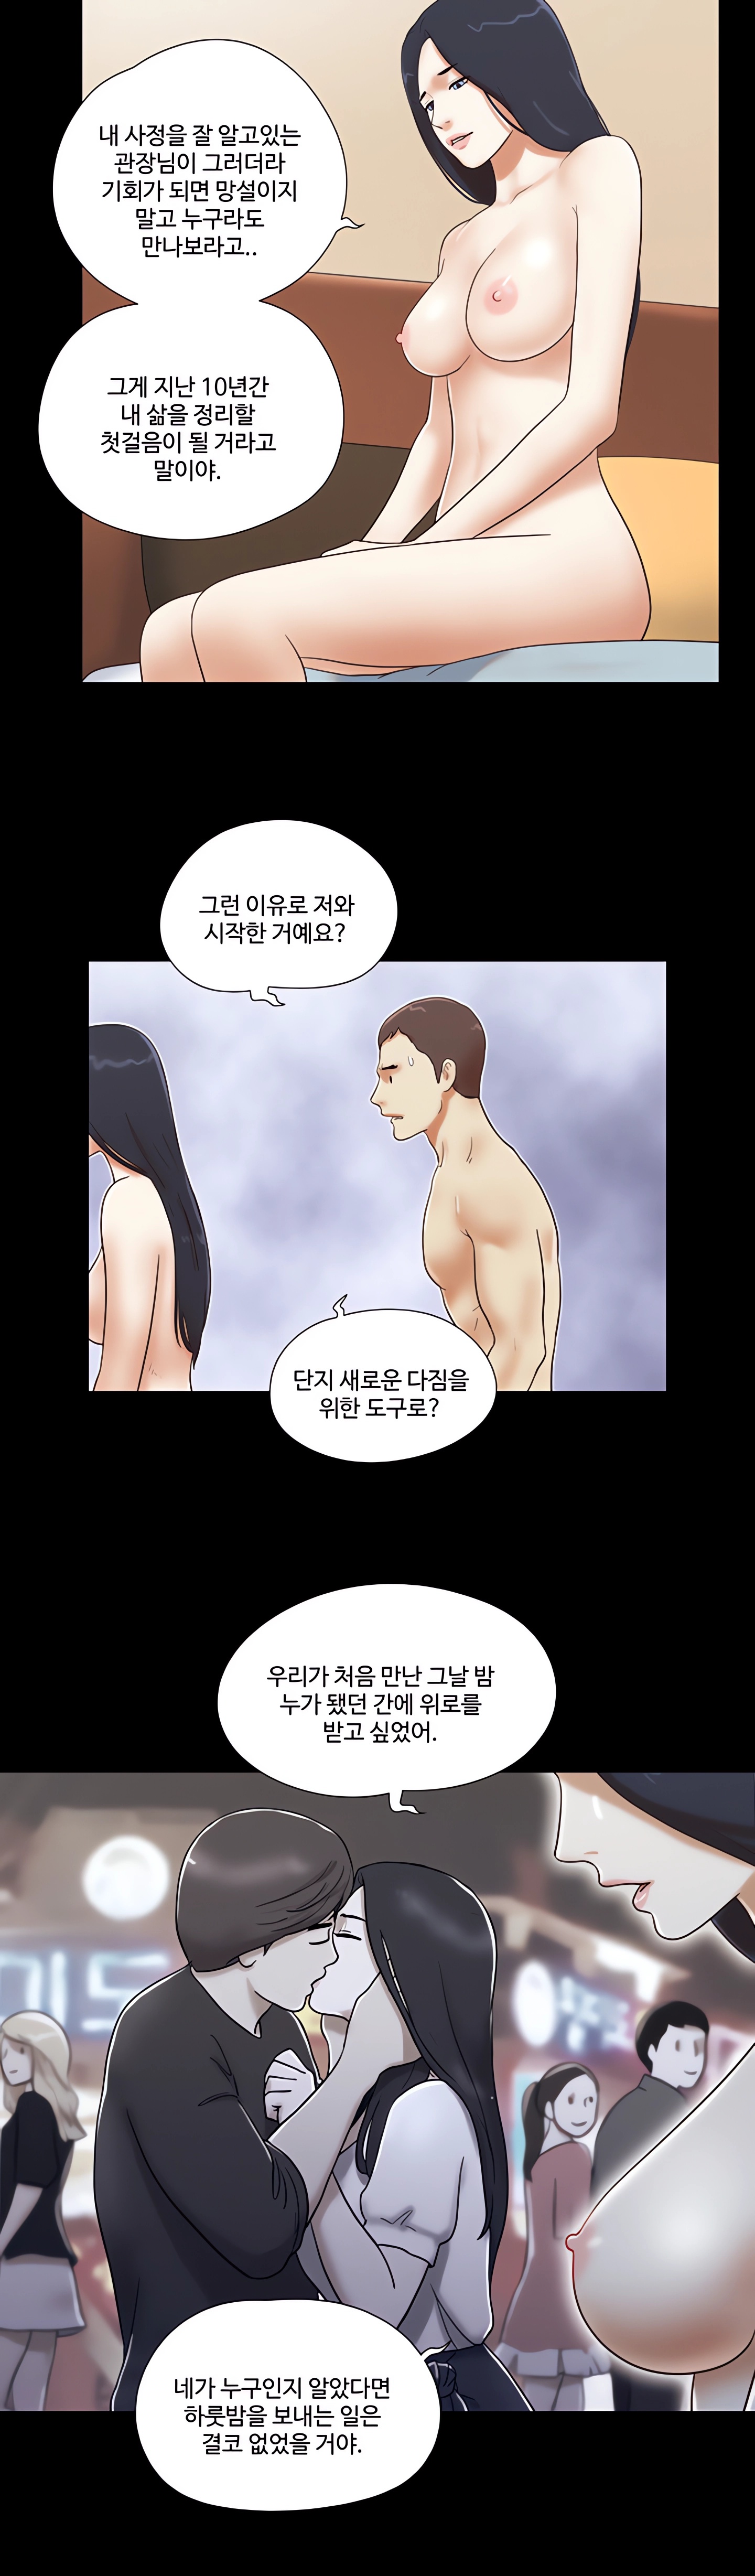 내 사정을 잘 알고있는
관장님이 그러더라
기회가 되면 망설이지
말고 누구라도
만나보라고..
그게 지난 10년간
내 삶을 정리할
첫걸음이 될 거라고
말이야.
그런 이유로 저와
시작한 거예요?
단지 새로운 다짐을
위한 도구로?
우리가 처음 만난 그날 밤
누가 됐던 간에 위로를
받고 싶었어.
네가 누구인지 알았다면
하룻밤을 보내는 일은
결코 없었을 거야.